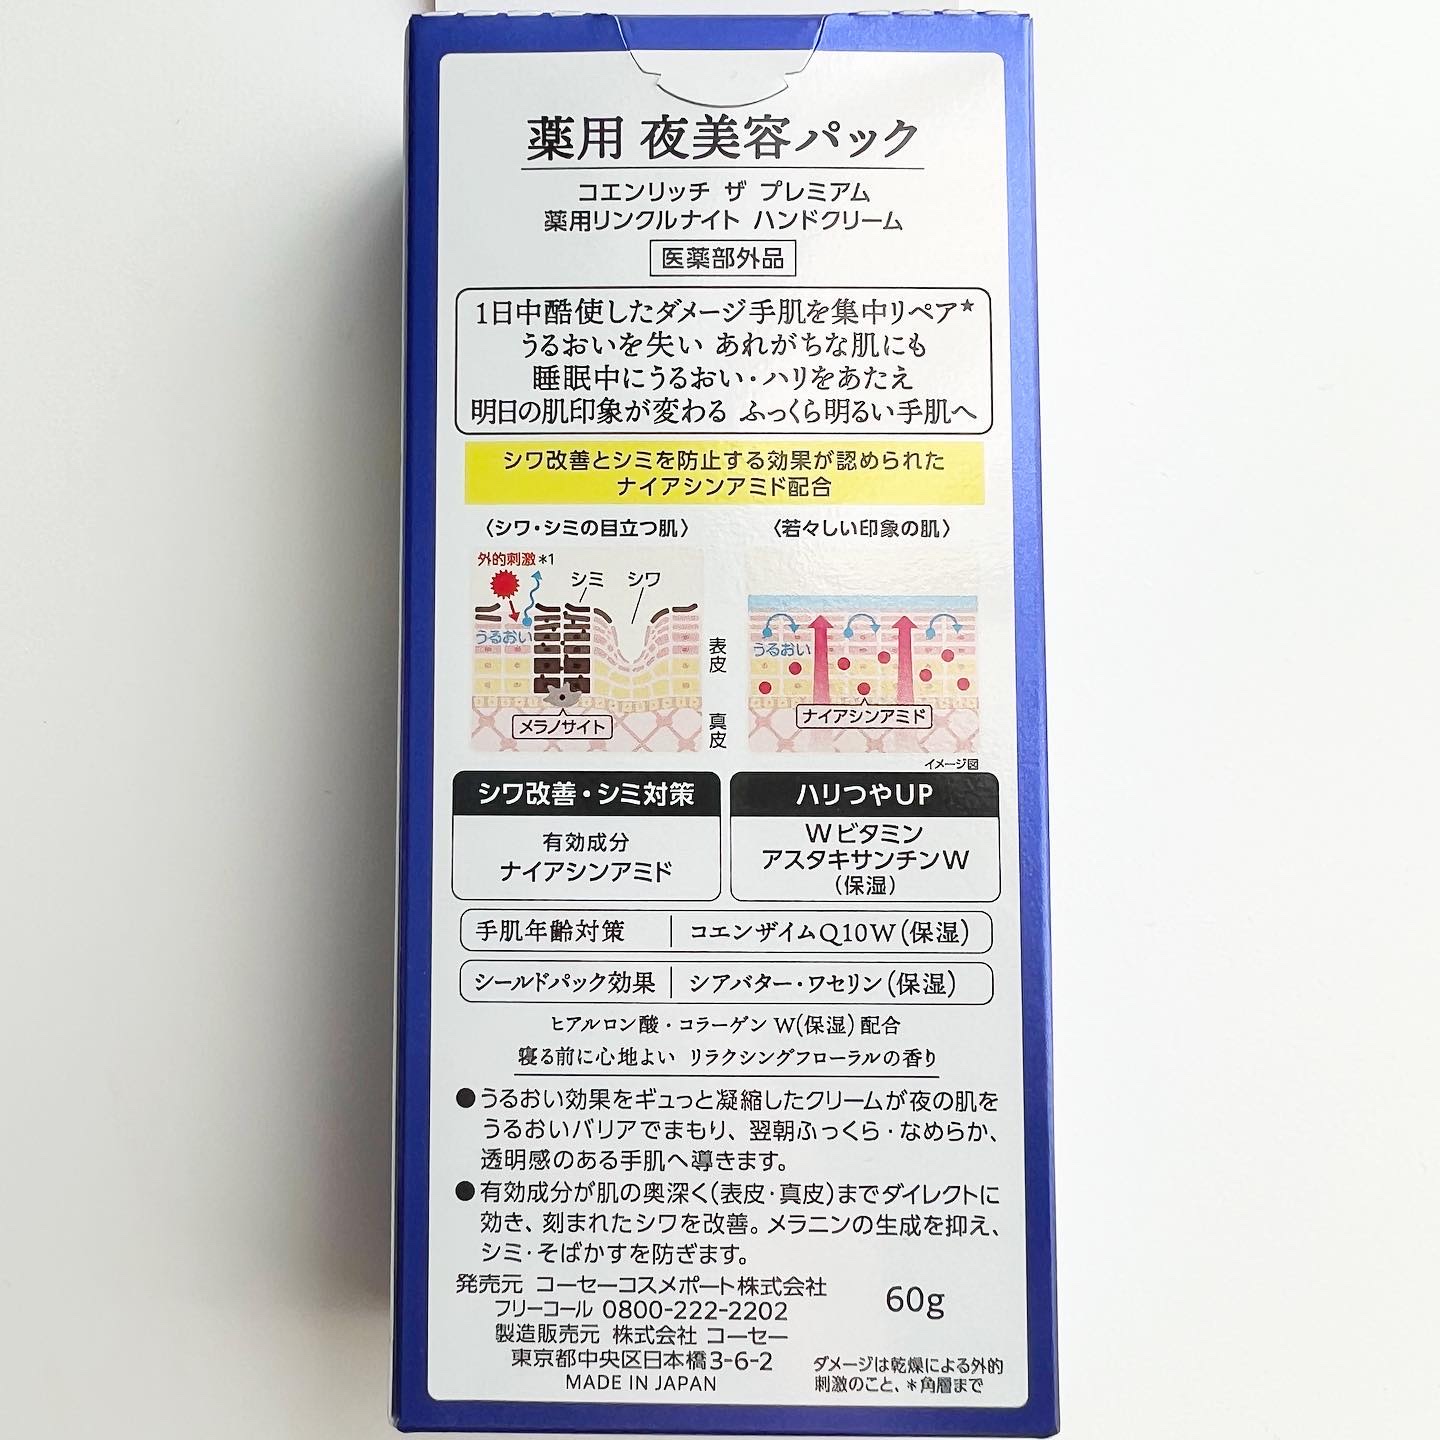 薬用 夜美容パック
コエンリッチ ザ プレミアム
薬用リンクルナイト ハンドクリーム
医薬部外品
1日中酷使したダメージ手肌を集中リペア★
うるおいを失い あれがちな肌にも
睡眠中にうるおい・ハリをあたえ
明日の肌印象が変わる ふっくら明るい手肌へ
シワ改善とシミを防止する効果が認められた
ナイアシンアミド配合
〈シワ・シミの目立つ肌〉
外的刺激*1
シミ シワ
うるおい
メラノサイト
表皮
真皮
〈若々しい印象の肌〉
うるおい
ナイアシンアミド
イメージ図
シワ改善・シミ対策
有効成分
ナイアシンアミド
ハリつやUP
Wビタミン
アスタキサンチンW
(保湿)
手肌年齢対策 | コエンザイムQ10W(保湿)
シールドパック効果 | シアバター・ワセリン(保湿)
ヒアルロン酸・コラーゲン W(保湿)配合
寝る前に心地よい リラクシングフローラルの香り
●うるおい効果をギュっと凝縮したクリームが夜の肌を
うるおいバリアでまもり、翌朝ふっくら・なめらか、
透明感のある手肌へ導きます。
●有効成分が肌の奥深く(表皮・真皮)までダイレクトに
効き、刻まれたシワを改善。メラニンの生成を抑え、
シミ・そばかすを防ぎます。
発売元 コーセーコスメポート株式会社
フリーコール 0800-222-2202
製造販売元 株式会社 コーセー
東京都中央区日本橋3-6-2
MADE IN JAPAN
60g
ダメージは乾燥による外的
刺激のこと、*角層まで